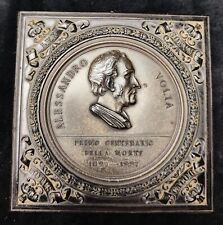 ALESSANDRO VOLTA
PRIMO CENTENARIO
DELLA MORTE